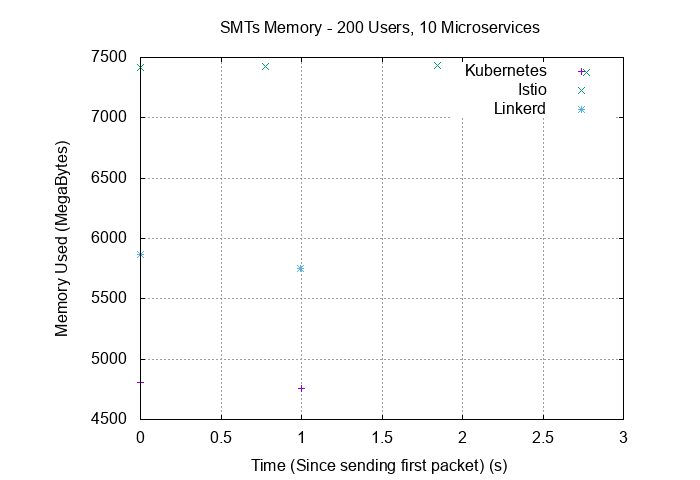 SMTs Memory - 200 Users, 10 Microservices
7500
7000
6500
6000
5500
5000
4500
Memory Used (MegaBytes)
Kubernetes
Istio
Linkerd
0 0.5 1 1.5 2 2.5 3
Time (Since sending first packet) (s)